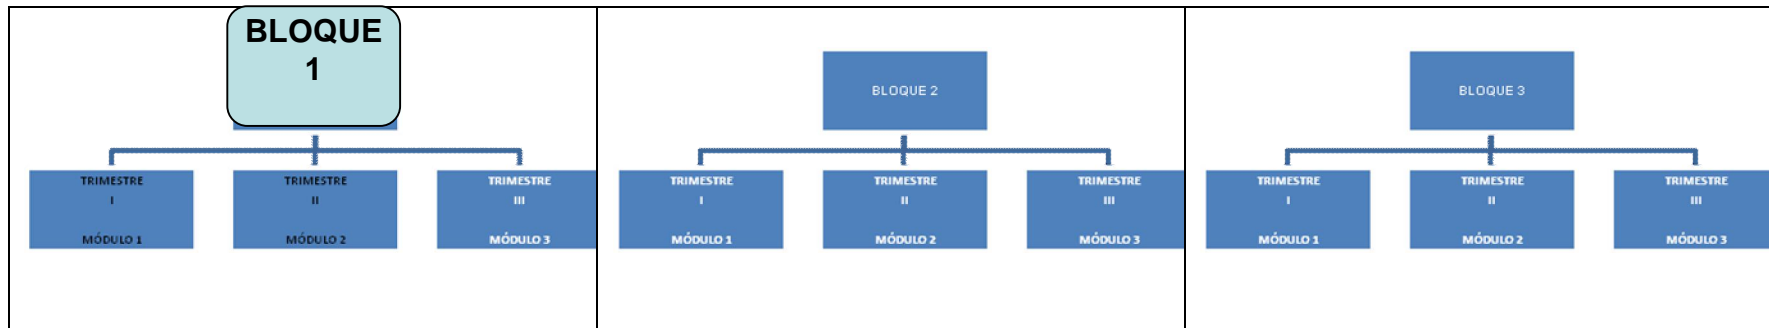 BLOQUE
1
TRIMESTRE
I
MÓDULO 1
TRIMESTRE
II
MÓDULO 2
TRIMESTRE
III
MÓDULO 3
BLOQUE 2
TRIMESTRE
I
MÓDULO 1
TRIMESTRE
II
MÓDULO 2
TRIMESTRE
III
MÓDULO 3
BLOQUE 3
TRIMESTRE
I
MÓDULO 1
TRIMESTRE
II
MÓDULO 2
TRIMESTRE
III
MÓDULO 3